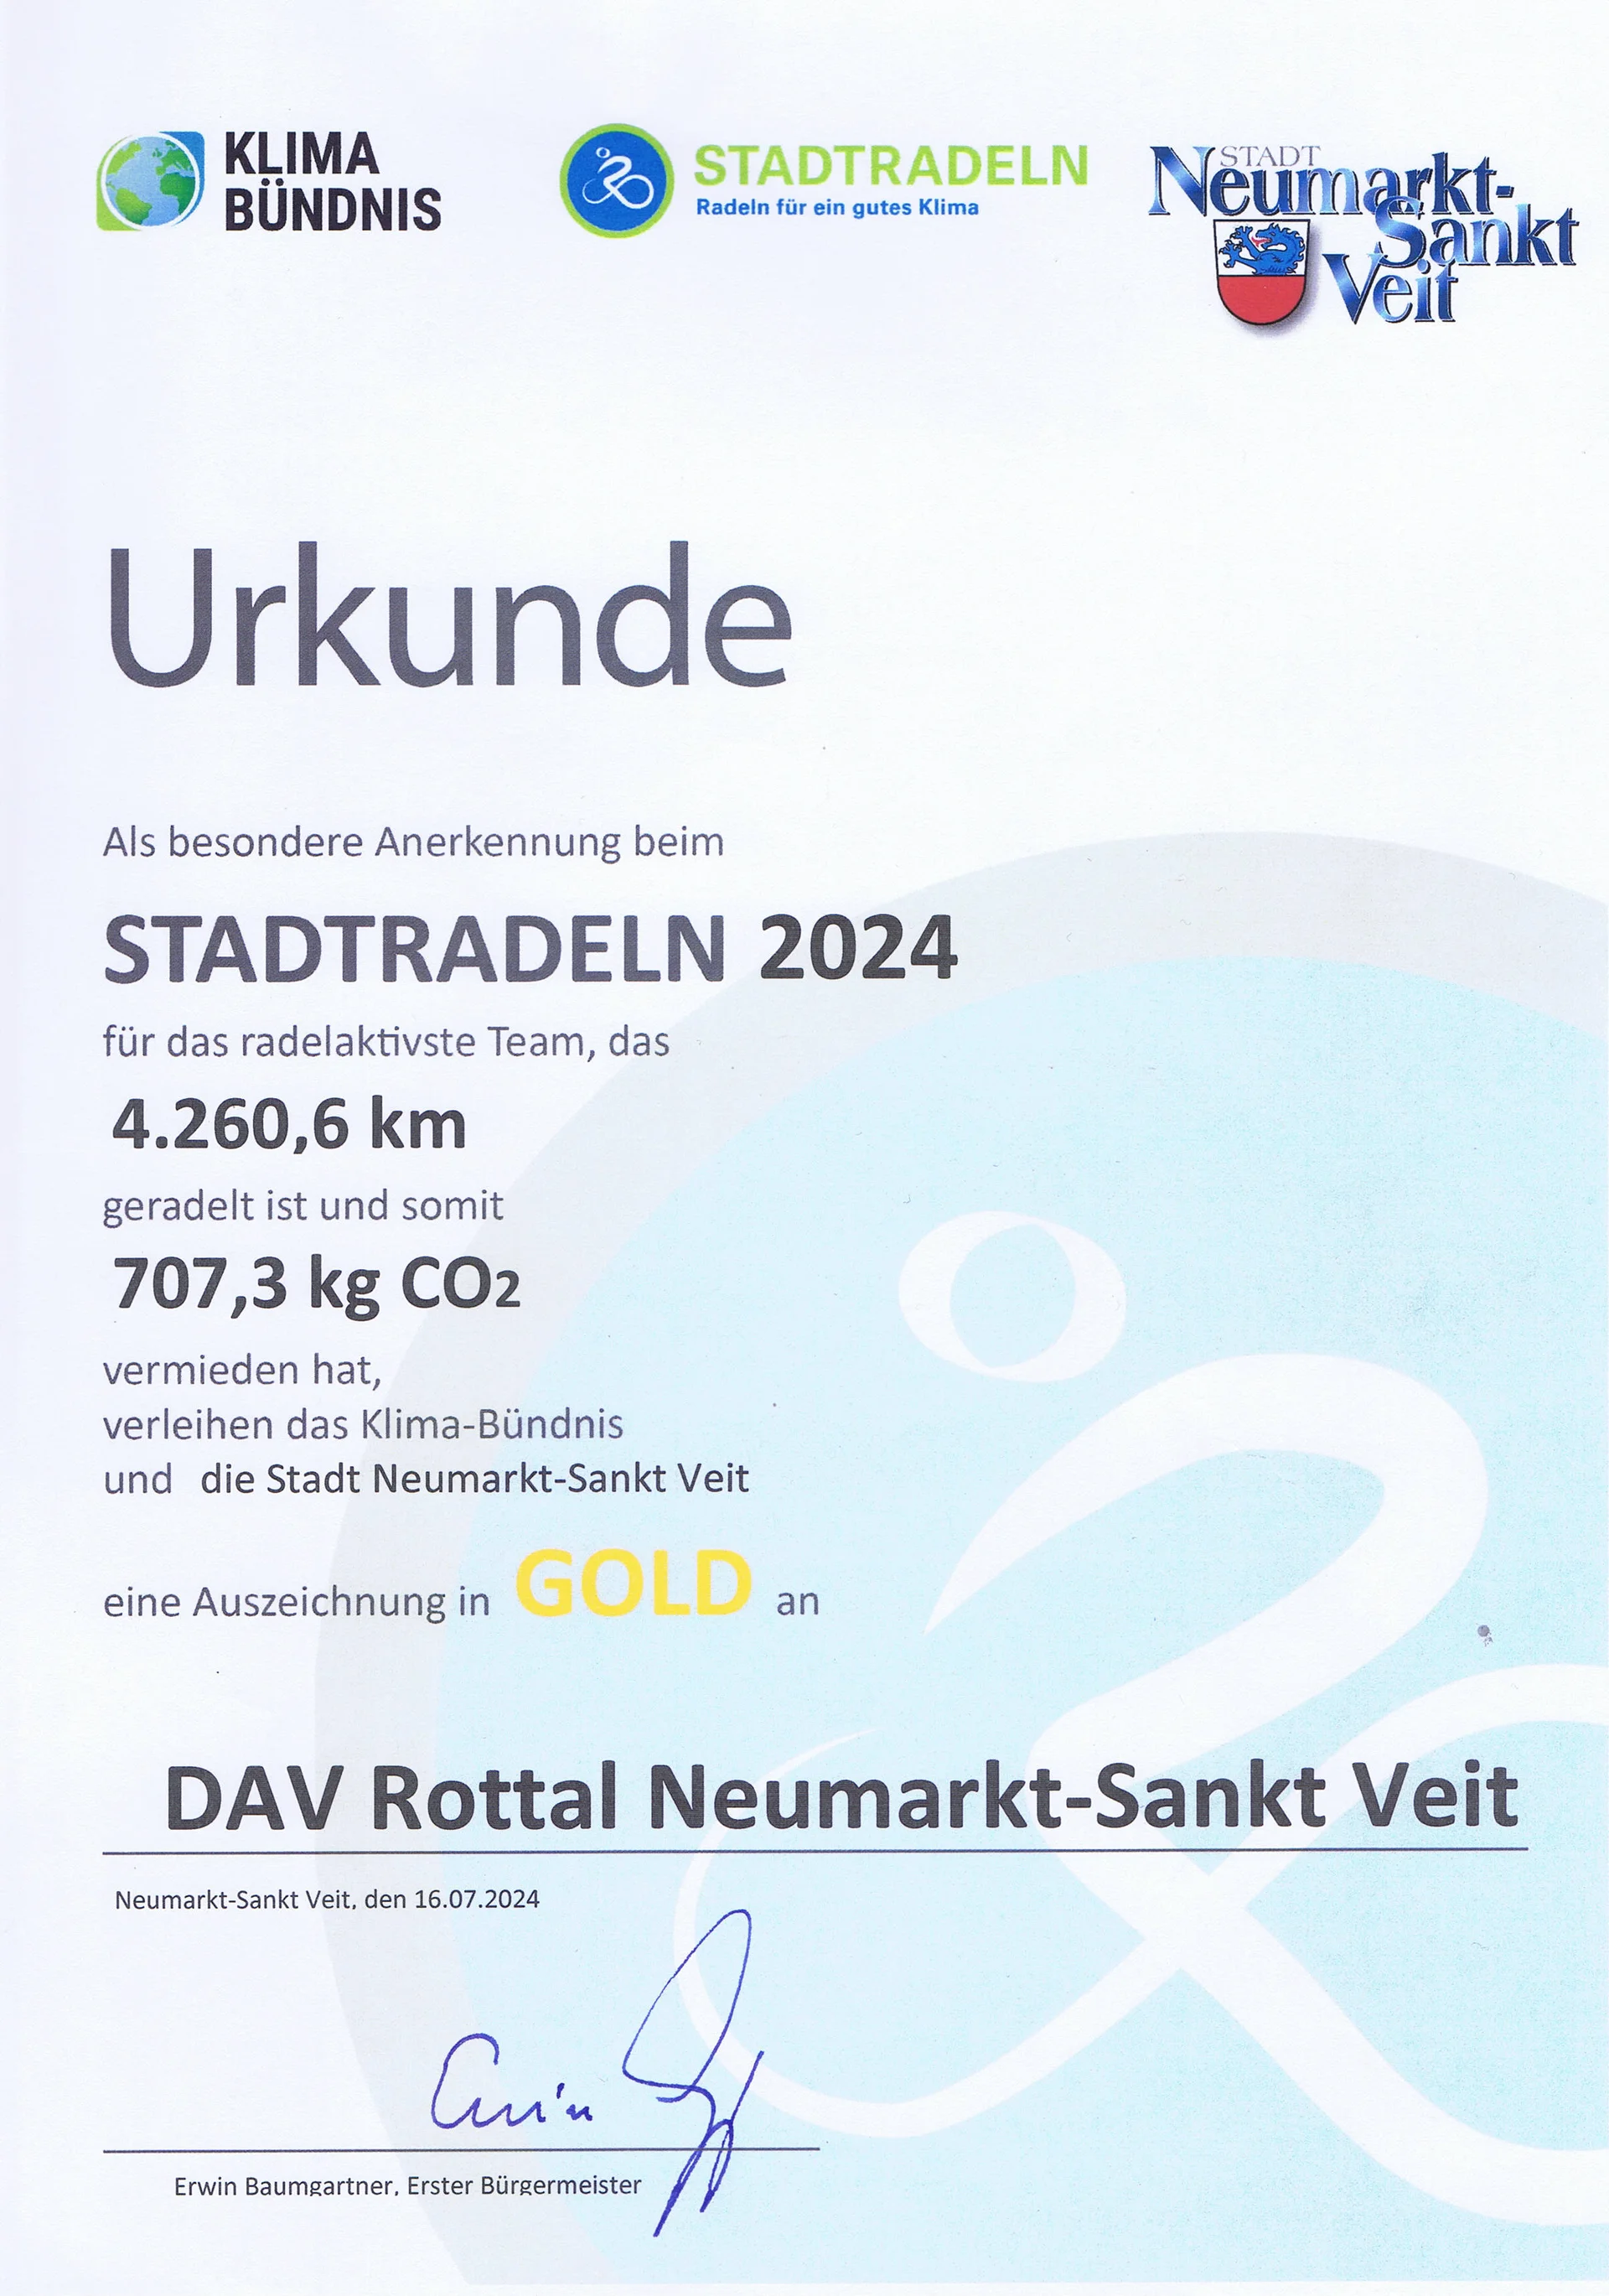 KLIMA
BÜNDNIS
STADTRADELN
Radeln für ein gutes Klima
STADT
Neumarkt-
Sankt
Veit
Urkunde
Als besondere Anerkennung beim
STADTRADELN 2024
für das radelaktivste Team, das
4.260,6 km
geradelt ist und somit
707,3 kg CO2
vermieden hat,
verleihen das Klima-Bündnis
und die Stadt Neumarkt-Sankt Veit
eine Auszeichnung in GOLD an
DAV Rottal Neumarkt-Sankt Veit
Neumarkt-Sankt Veit, den 16.07.2024
Erwin Baumgartner, Erster Bürgermeister